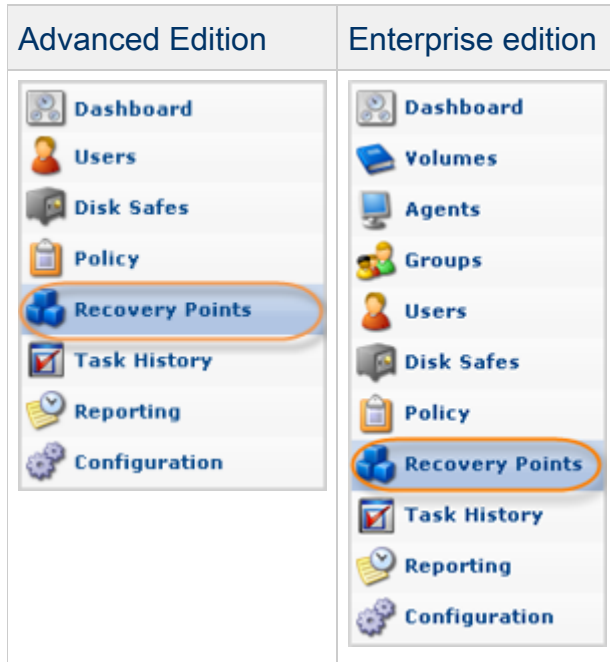 Advanced Edition
Dashboard
Users
Disk Safes
Policy
Recovery Points
Task History
Reporting
Configuration
Enterprise edition
Dashboard
Volumes
Agents
Groups
Users
Disk Safes
Policy
Recovery Points
Task History
Reporting
Configuration